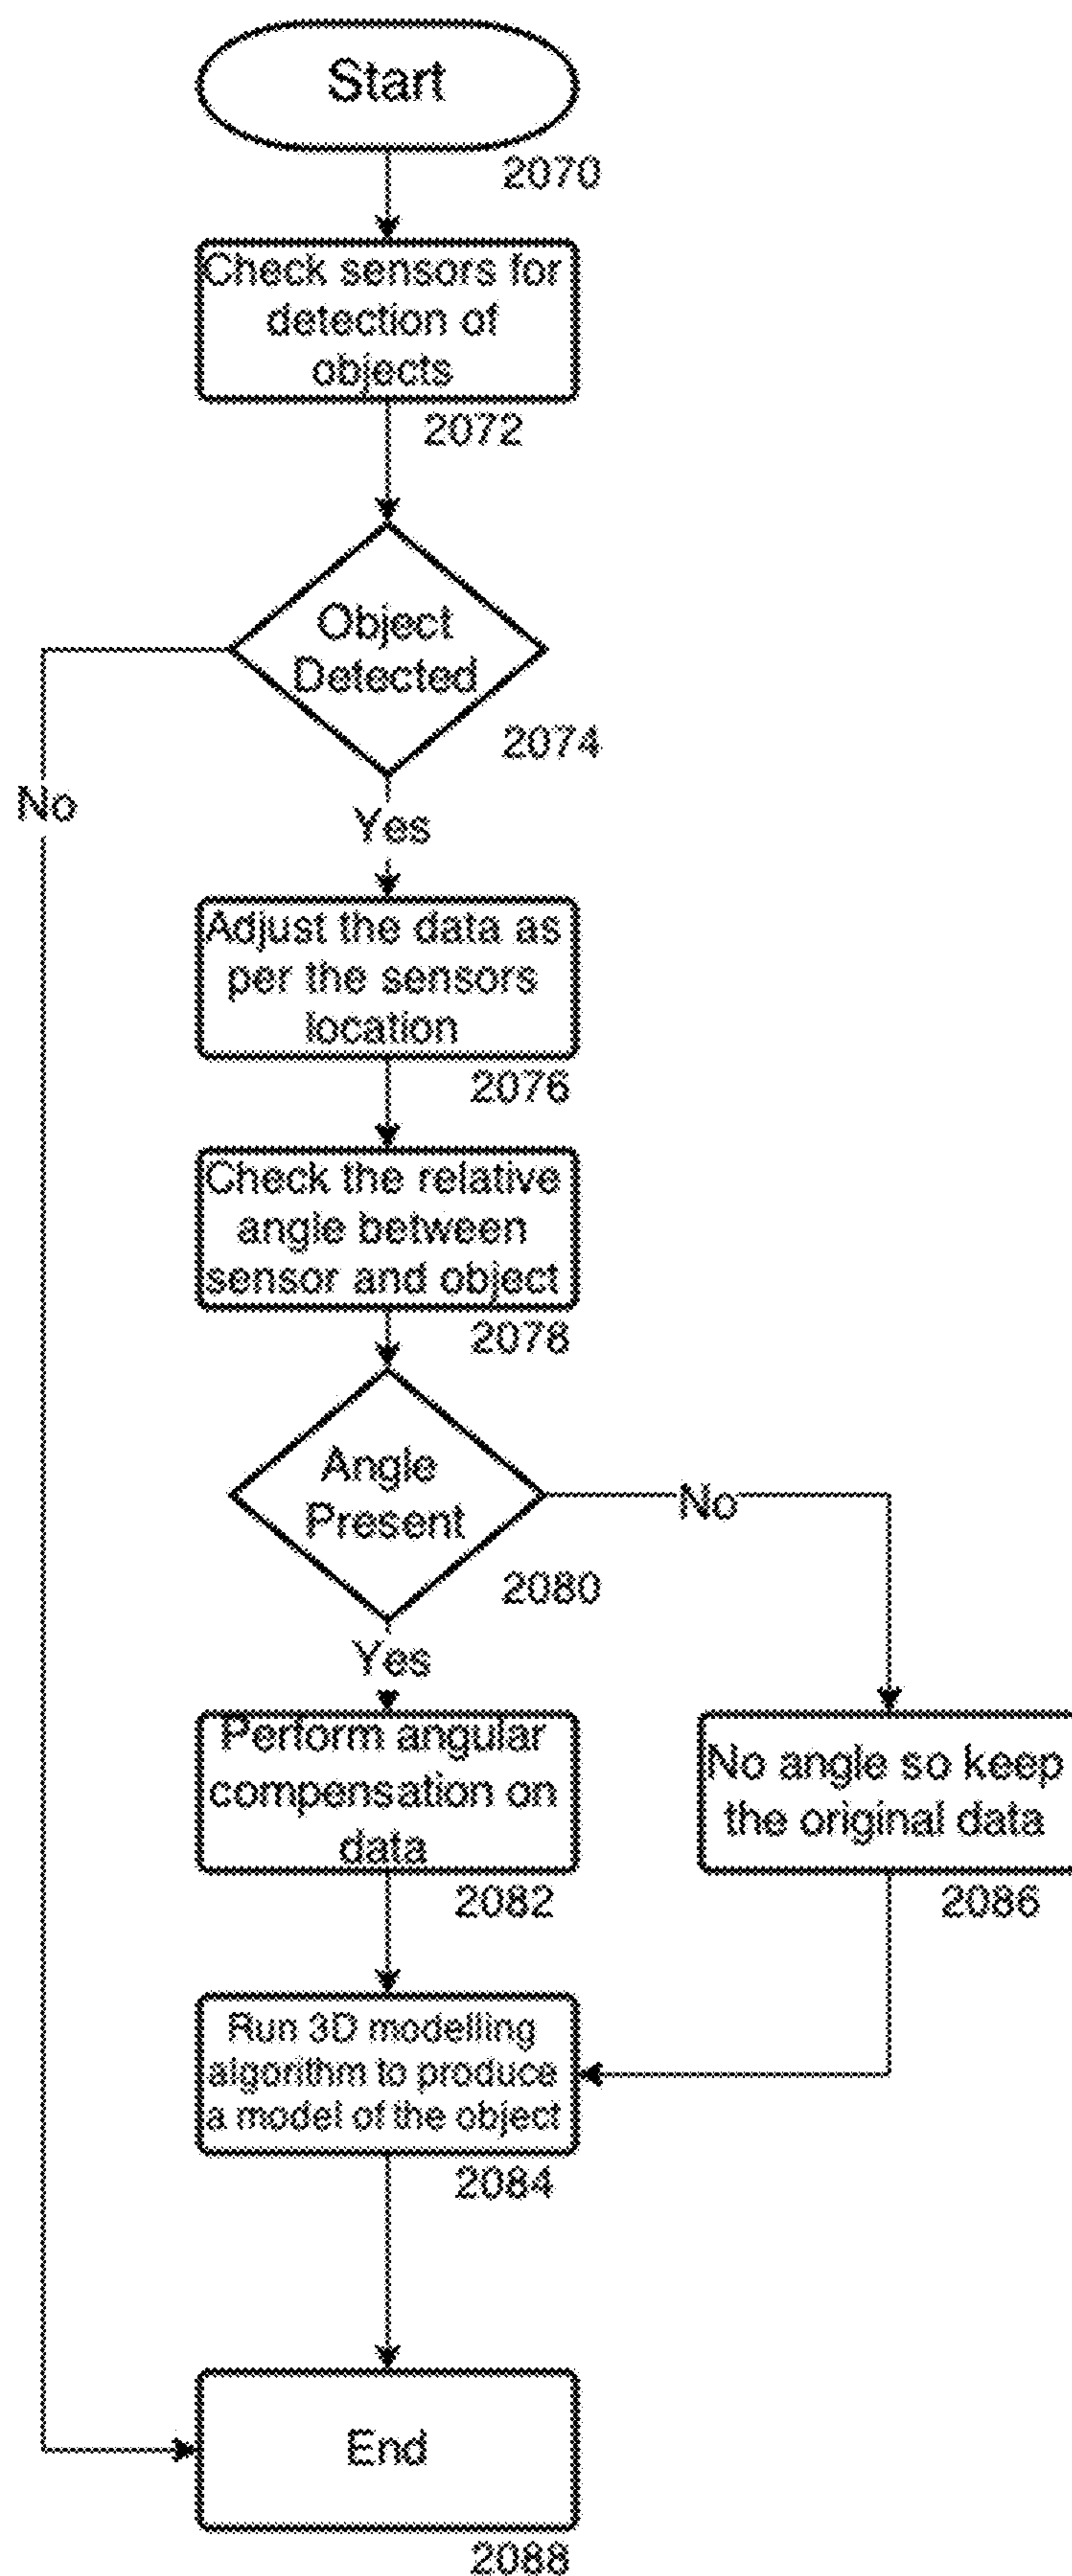 Start
2070
Check sensors for
detection of
objects
2072
Object
Detected
2074
No
Yes
Adjust the data as
per the sensors
location
2076
Check the relative
angle between
sensor and object
2078
Angle
Present
No
2080
Yes
Perform angular
compensation on
data
2082
No angle so keep
the original data
2086
Run 3D modelling
algorithm to produce
a model of the object
2084
End
2088